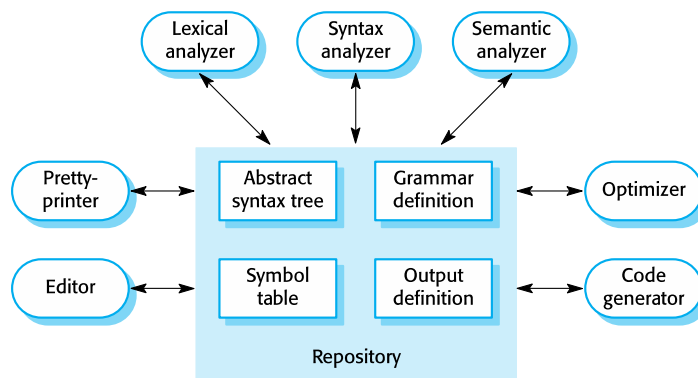 Lexical
analyzer
Syntax
analyzer
Semantic
analyzer
Pretty-
printer
Abstract
syntax tree
Grammar
definition
Optimizer
Editor
Symbol
table
Output
definition
Code
generator
Repository